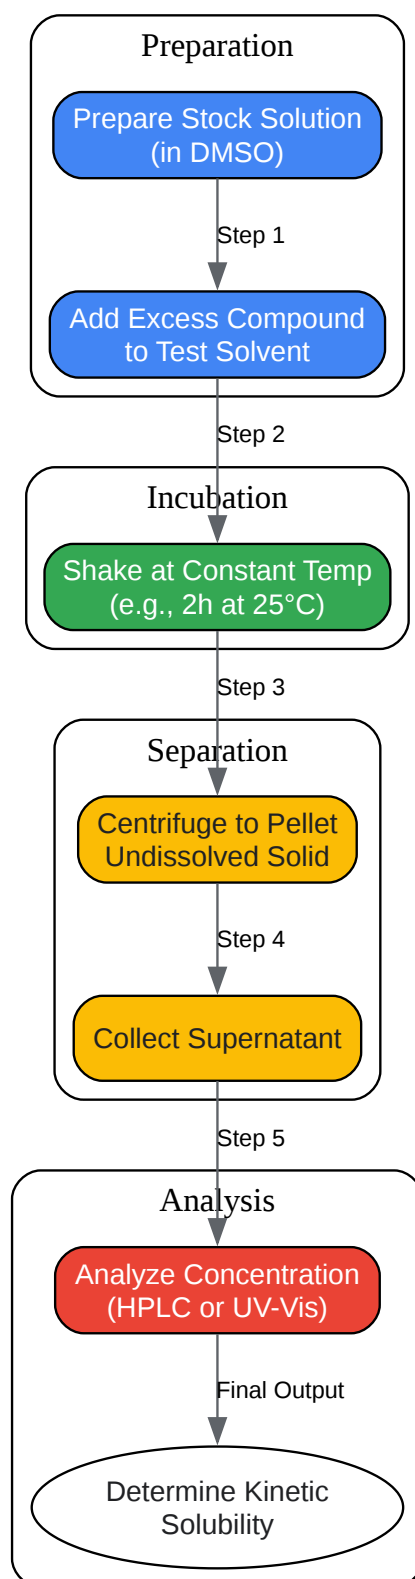 Preparation
Prepare Stock Solution
(in DMSO)
Step 1
Add Excess Compound
to Test Solvent
Step 2
Incubation
Shake at Constant Temp
(e.g., 2h at 25°C)
Step 3
Separation
Centrifuge to Pellet
Undissolved Solid
Step 4
Collect Supernatant
Step 5
Analysis
Analyze Concentration
(HPLC or UV-Vis)
Final Output
Determine Kinetic
Solubility